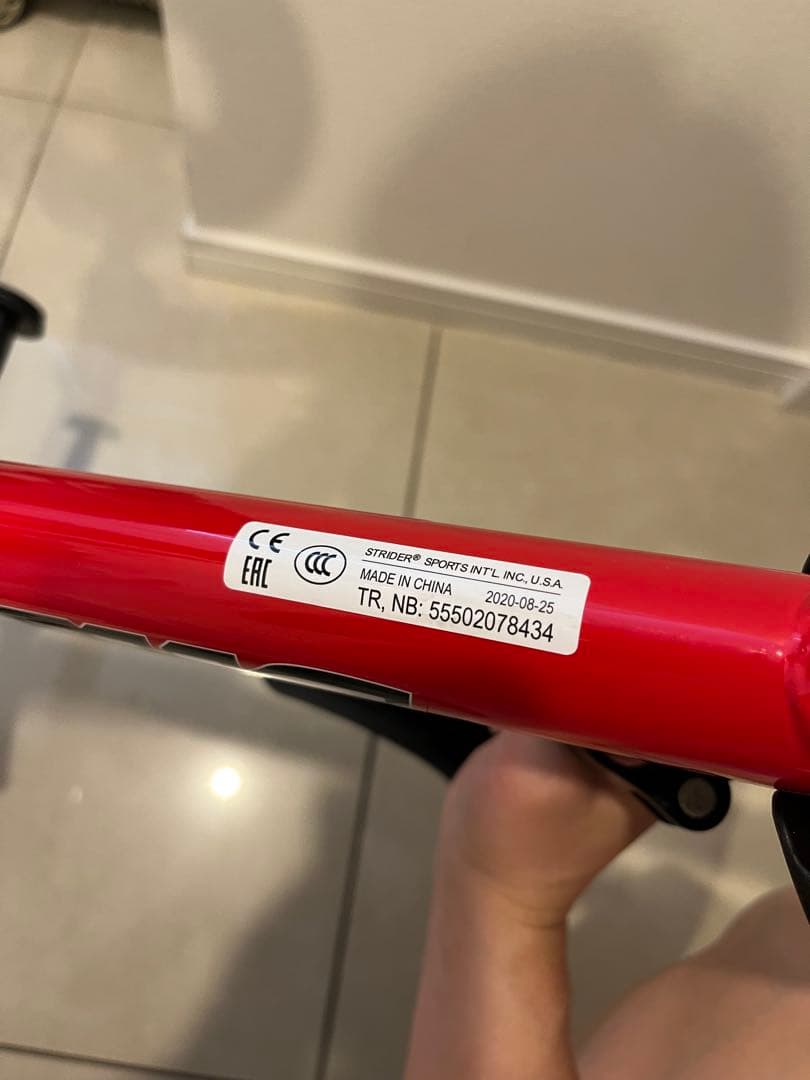 CE
EAC
CCC
STRIDER® SPORTS INT'L. INC., U.S.A.
MADE IN CHINA 2020-08-25
TR, NB: 55502078434